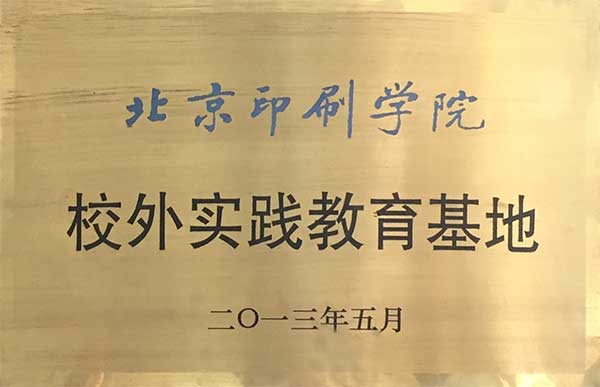 北京印刷学院
校外实践教育基地
二〇一三年五月